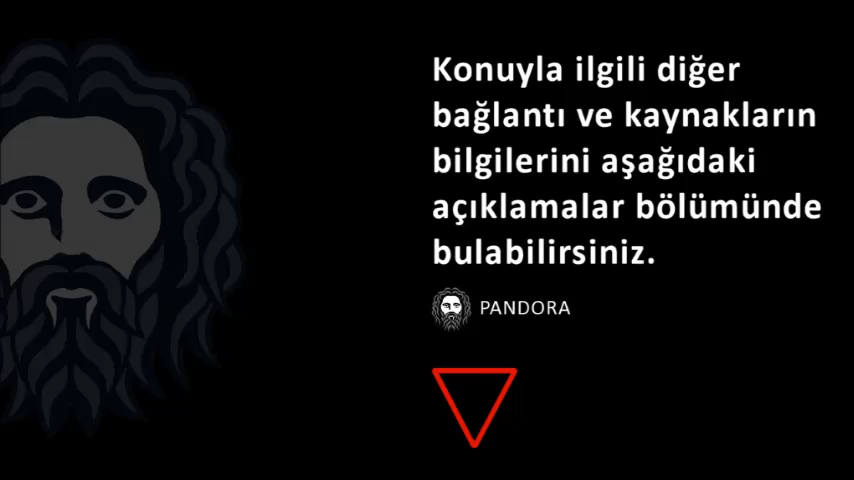 Konuyla ilgili diğer
bağlantı ve kaynakların
bilgilerini aşağıdaki
açıklamalar bölümünde
bulabilirsiniz.
PANDORA